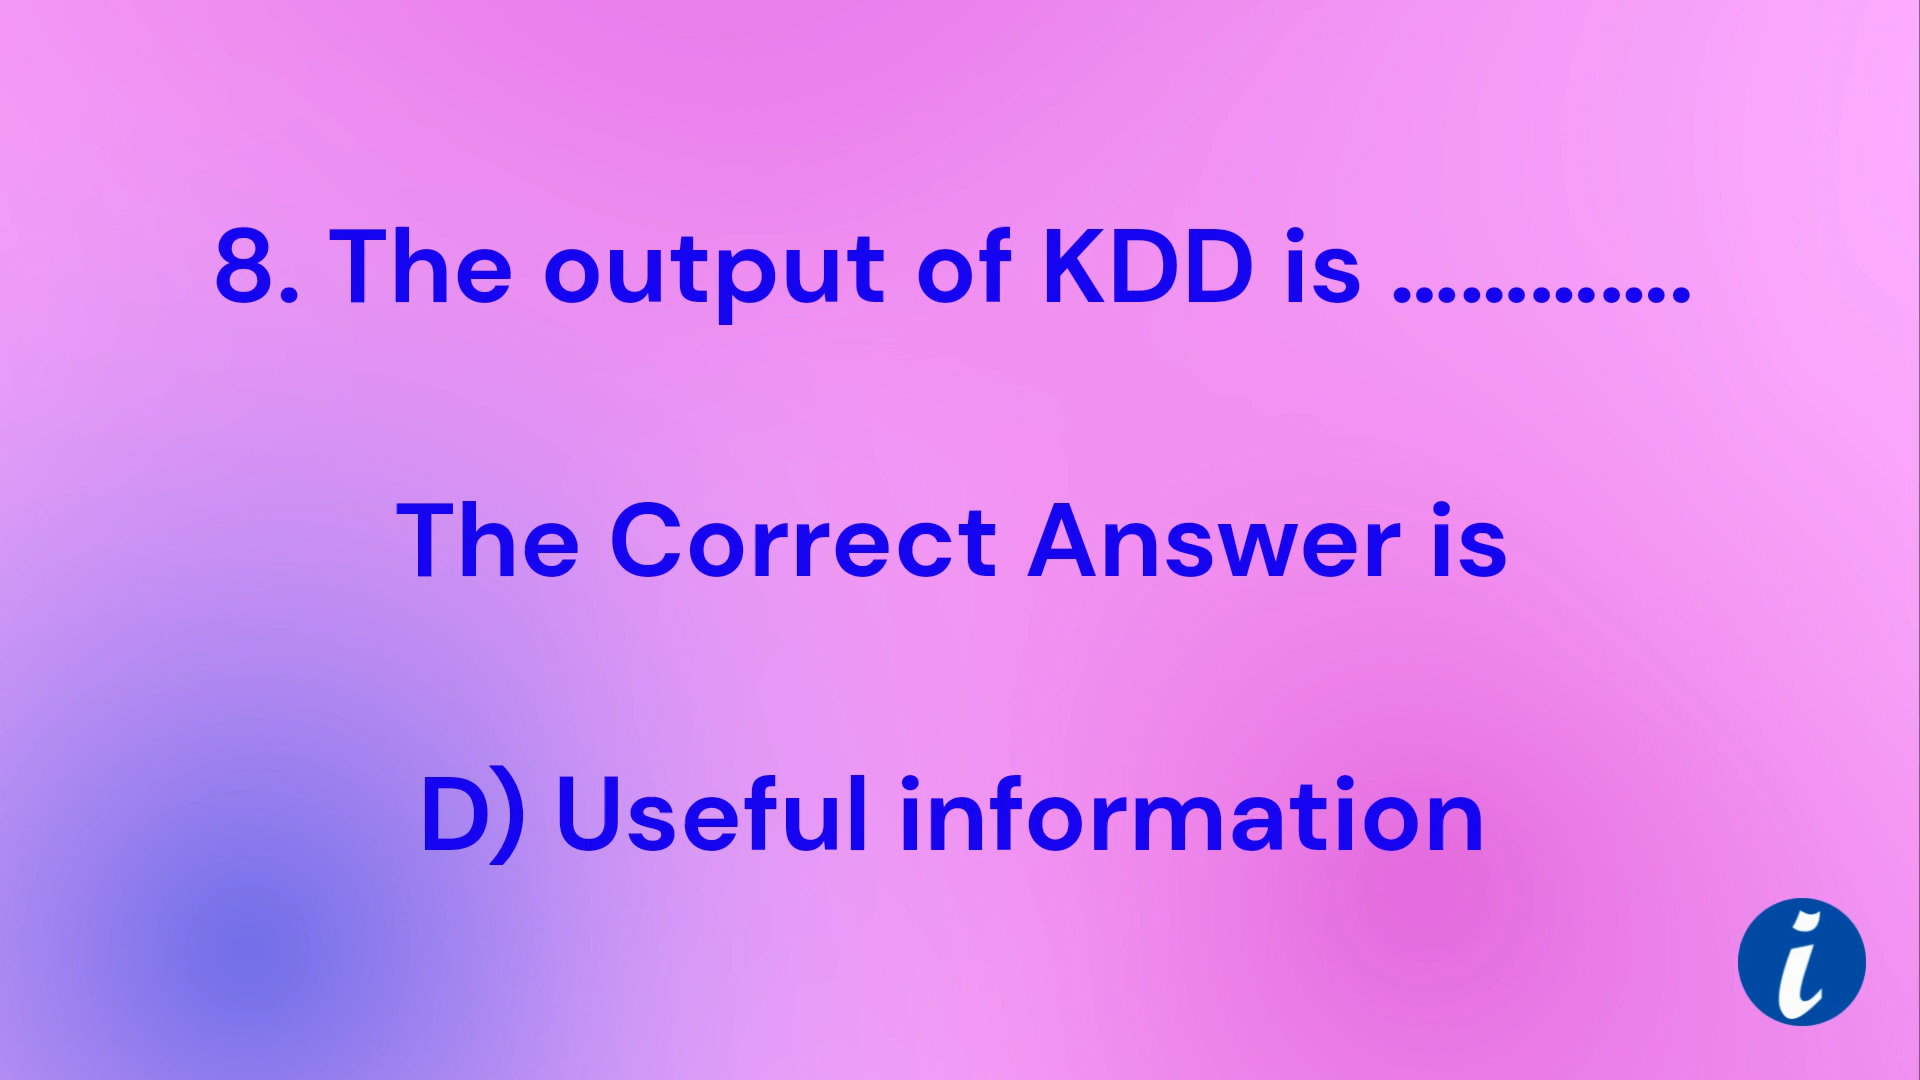 8. The output of KDD is .............
The Correct Answer is
D) Useful information
i